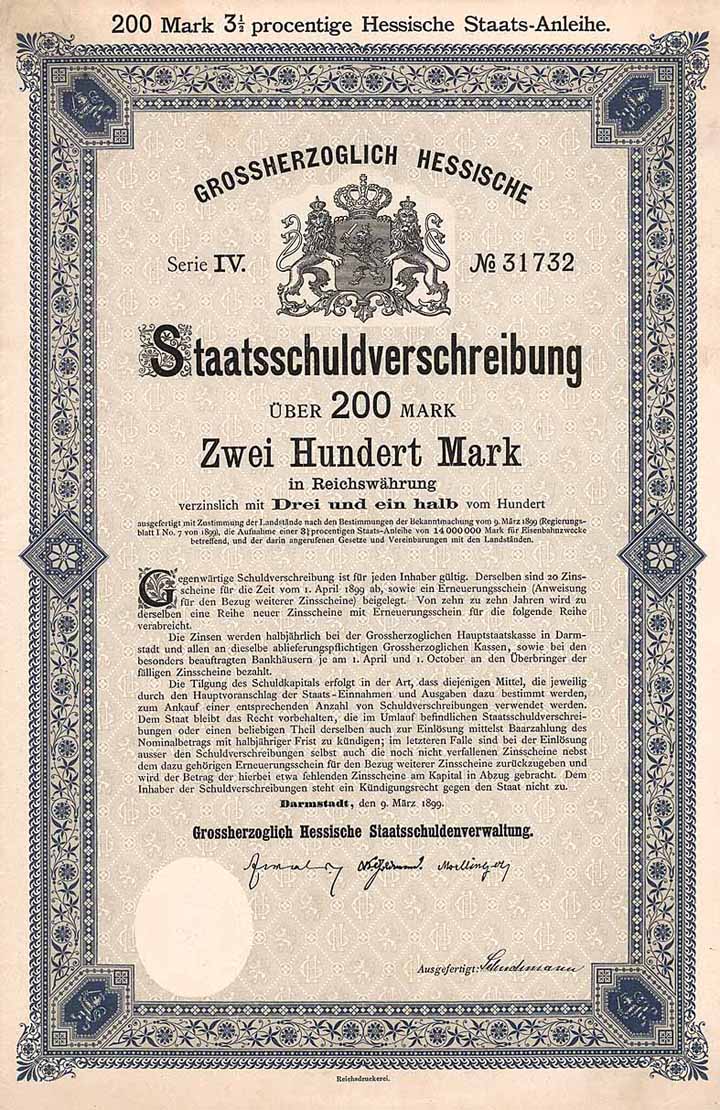 200 Mark 3½ procentige Hessische Staats-Anleihe.
GROSSHERZOGLICH HESSISCHE
Serie IV. № 31732
Staatsschuldverschreibung
ÜBER 200 MARK
Zwei Hundert Mark
in Reichswährung
verzinslich mit Drei und ein halb vom Hundert
ausgefertigt mit Zustimmung der Landstände nach den Bestimmungen der Bekanntmachung vom 9. März 1899 (Regierungs-
blatt I No. 7 von 1899), die Aufnahme einer 3½procentigen Staats-Anleihe von 14 000 000 Mark für Eisenbahnzwecke
betreffend, und der darin angerufenen Gesetze und Vereinbarungen mit den Landständen.
Gegenwärtige Schuldverschreibung ist für jeden Inhaber gültig. Derselben sind 20 Zins-
scheine für die Zeit vom 1. April 1899 ab, sowie ein Erneuerungsschein (Anweisung
für den Bezug weiterer Zinsscheine) beigelegt. Von zehn zu zehn Jahren wird zu
derselben eine Reihe neuer Zinsscheine mit Erneuerungsschein für die folgende Reihe
verabreicht.
Die Zinsen werden halbjährlich bei der Grossherzoglichen Hauptstaatskasse in Darm-
stadt und allen an dieselbe ablieferungspflichtigen Grossherzoglichen Kassen, sowie bei den
besonders beauftragten Bankhäusern je am 1. April und 1. October an den Überbringer der
fälligen Zinsscheine bezahlt.
Die Tilgung des Schuldkapitals erfolgt in der Art, dass diejenigen Mittel, die jeweilig
durch den Hauptvoranschlag der Staats-Einnahmen und Ausgaben dazu bestimmt werden,
zum Ankauf einer entsprechenden Anzahl von Schuldverschreibungen verwendet werden.
Dem Staat bleibt das Recht vorbehalten, die im Umlauf befindlichen Staatsschuldverschrei-
bungen oder einen beliebigen Theil derselben auch zur Einlösung mittelst Baarzahlung des
Nominalbetrags mit halbjähriger Frist zu kündigen; im letzteren Falle sind bei der Einlösung
ausser den Schuldverschreibungen selbst auch die noch nicht verfallenen Zinsscheine nebst
dem dazu gehörigen Erneuerungsschein für den Bezug weiterer Zinsscheine zurückzugeben und
wird der Betrag der hierbei etwa fehlenden Zinsscheine am Kapital in Abzug gebracht. Dem
Inhaber der Schuldverschreibungen steht ein Kündigungsrecht gegen den Staat nicht zu.
Darmstadt, den 9. März 1899.
Grossherzoglich Hessische Staatsschuldenverwaltung.
Ausgefertigt:
Reichsdruckerei.